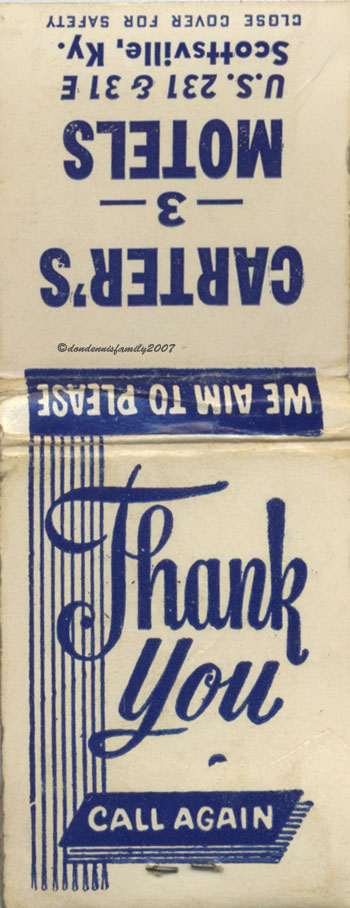 WE AIM TO PLEASE
CARTER'S
— 3 —
MOTELS
U.S. 231 & 31 E
Scottsville, Ky.
CLOSE COVER FOR SAFETY
©dondennisfamily2007
Thank
You
CALL AGAIN